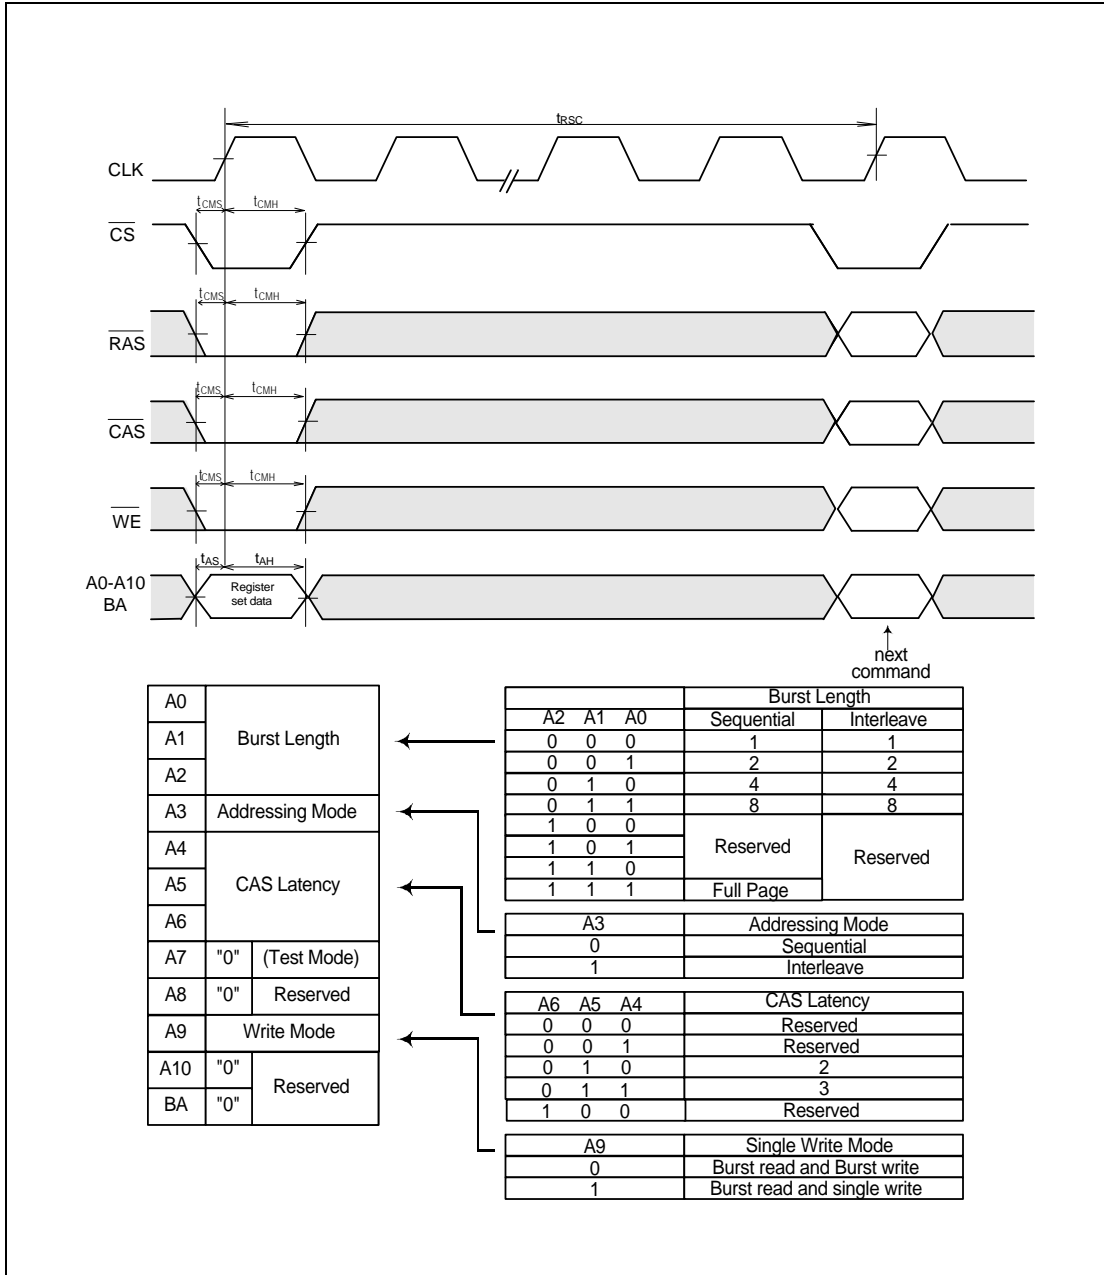 tRSC
CLK
tCMS tCMH
CS
tCMS tCMH
RAS
tCMS tCMH
CAS
tCMS tCMH
WE
tAS tAH
A0-A10
BA
Register
set data
next
command
A0
A1 Burst Length
A2
A3 Addressing Mode
A4
A5 CAS Latency
A6
A7 "0" (Test Mode)
A8 "0" Reserved
A9 Write Mode
A10 "0" Reserved
BA "0"
Burst Length
A2 A1 A0 Sequential Interleave
0 0 0 1 1
0 0 1 2 2
0 1 0 4 4
0 1 1 8 8
1 0 0
1 0 1 Reserved Reserved
1 1 0
1 1 1 Full Page
A3 Addressing Mode
0 Sequential
1 Interleave
A6 A5 A4 CAS Latency
0 0 0 Reserved
0 0 1 Reserved
0 1 0 2
0 1 1 3
1 0 0 Reserved
A9 Single Write Mode
0 Burst read and Burst write
1 Burst read and single write